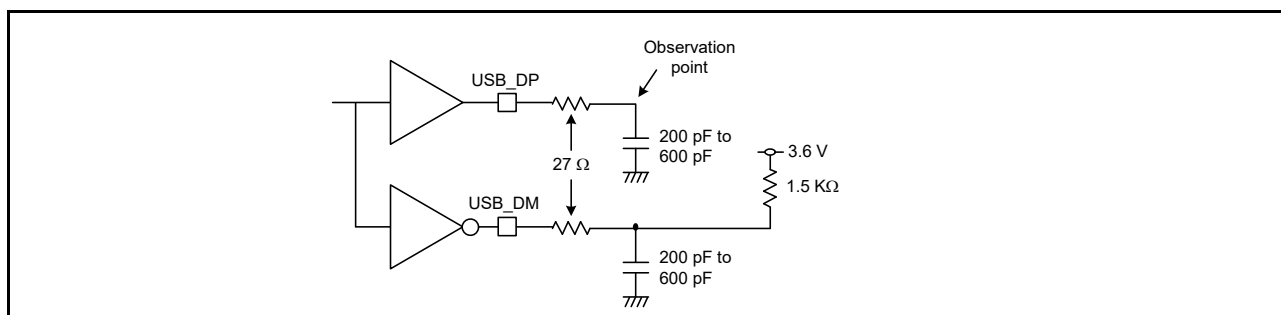 Observation
point
USB_DP
200 pF to
600 pF
3.6 V
27 Ω
1.5 KΩ
USB_DM
200 pF to
600 pF